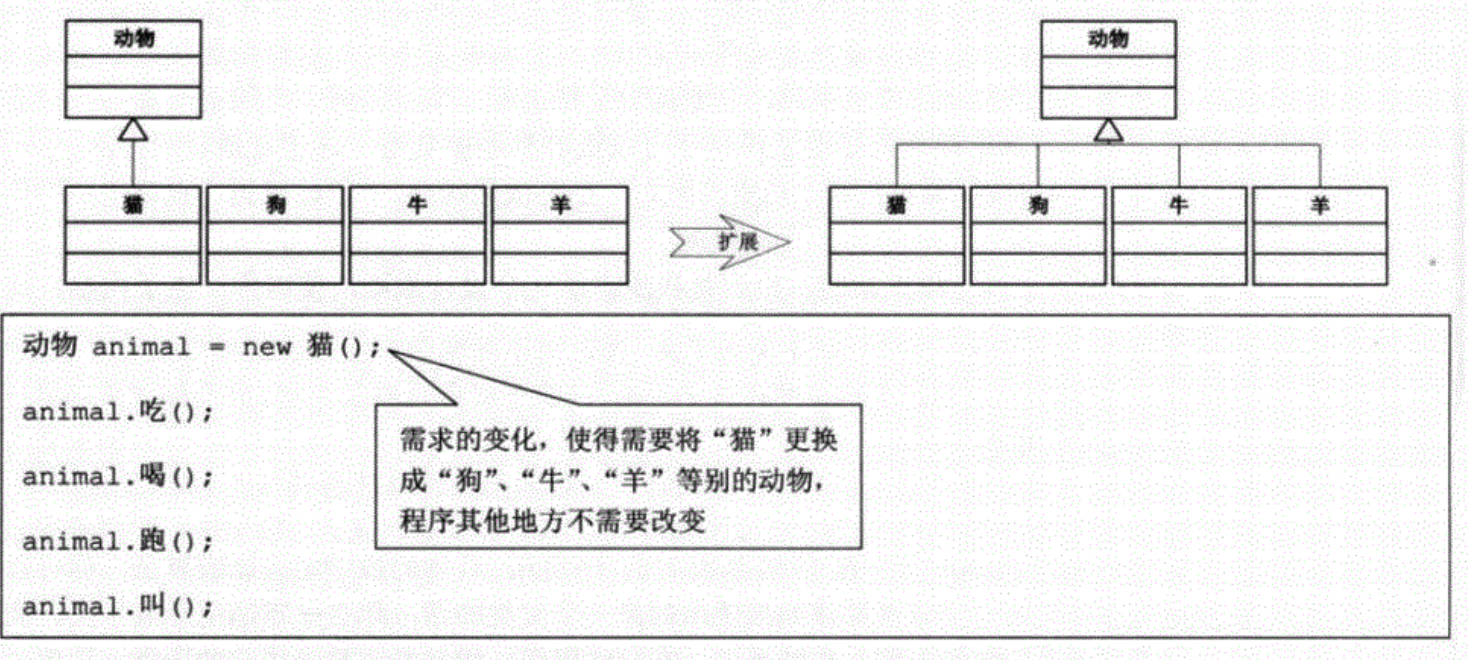 动物
动物
猫 狗 牛 羊
扩展
猫 狗 牛 羊
动物 animal = new 猫();
animal.吃();
animal.喝();
animal.跑();
animal.叫();
需求的变化，使得需要将“猫”更换
成“狗”、“牛”、“羊”等别的动物，
程序其他地方不需要改变